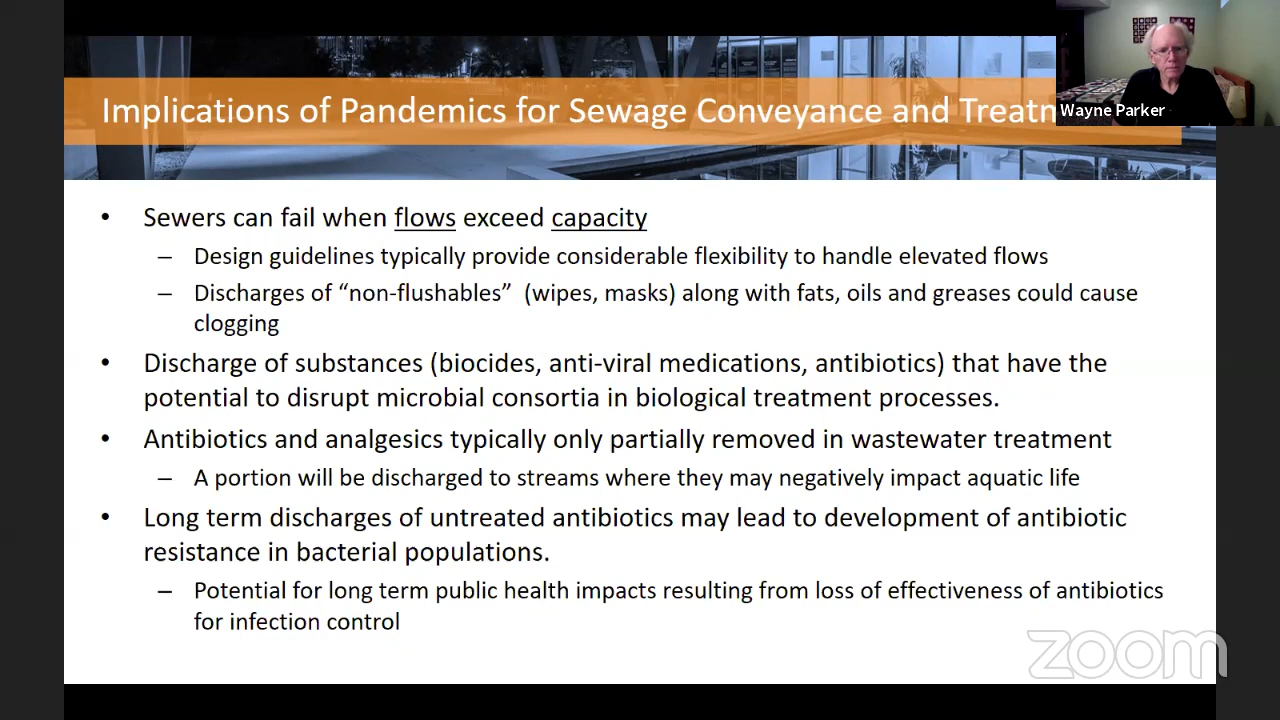 Implications of Pandemics for Sewage Conveyance and Treatm
Wayne Parker
• Sewers can fail when flows exceed capacity
– Design guidelines typically provide considerable flexibility to handle elevated flows
– Discharges of “non-flushables” (wipes, masks) along with fats, oils and greases could cause
clogging
• Discharge of substances (biocides, anti-viral medications, antibiotics) that have the
potential to disrupt microbial consortia in biological treatment processes.
• Antibiotics and analgesics typically only partially removed in wastewater treatment
– A portion will be discharged to streams where they may negatively impact aquatic life
• Long term discharges of untreated antibiotics may lead to development of antibiotic
resistance in bacterial populations.
– Potential for long term public health impacts resulting from loss of effectiveness of antibiotics
for infection control
zoom